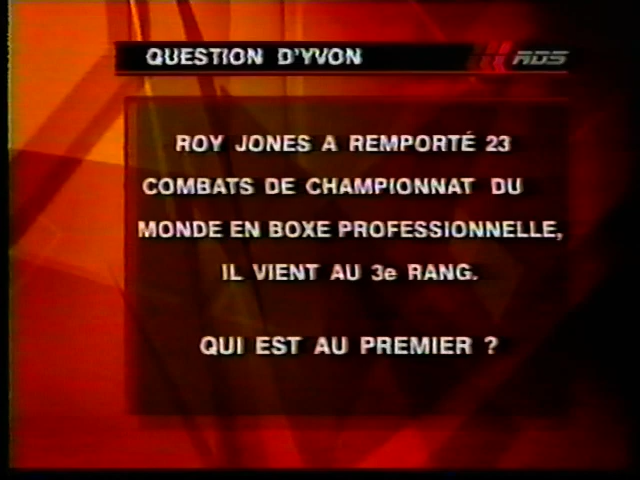 QUESTION D'YVON
RDS
ROY JONES A REMPORTÉ 23
COMBATS DE CHAMPIONNAT DU
MONDE EN BOXE PROFESSIONNELLE,
IL VIENT AU 3e RANG.
QUI EST AU PREMIER ?